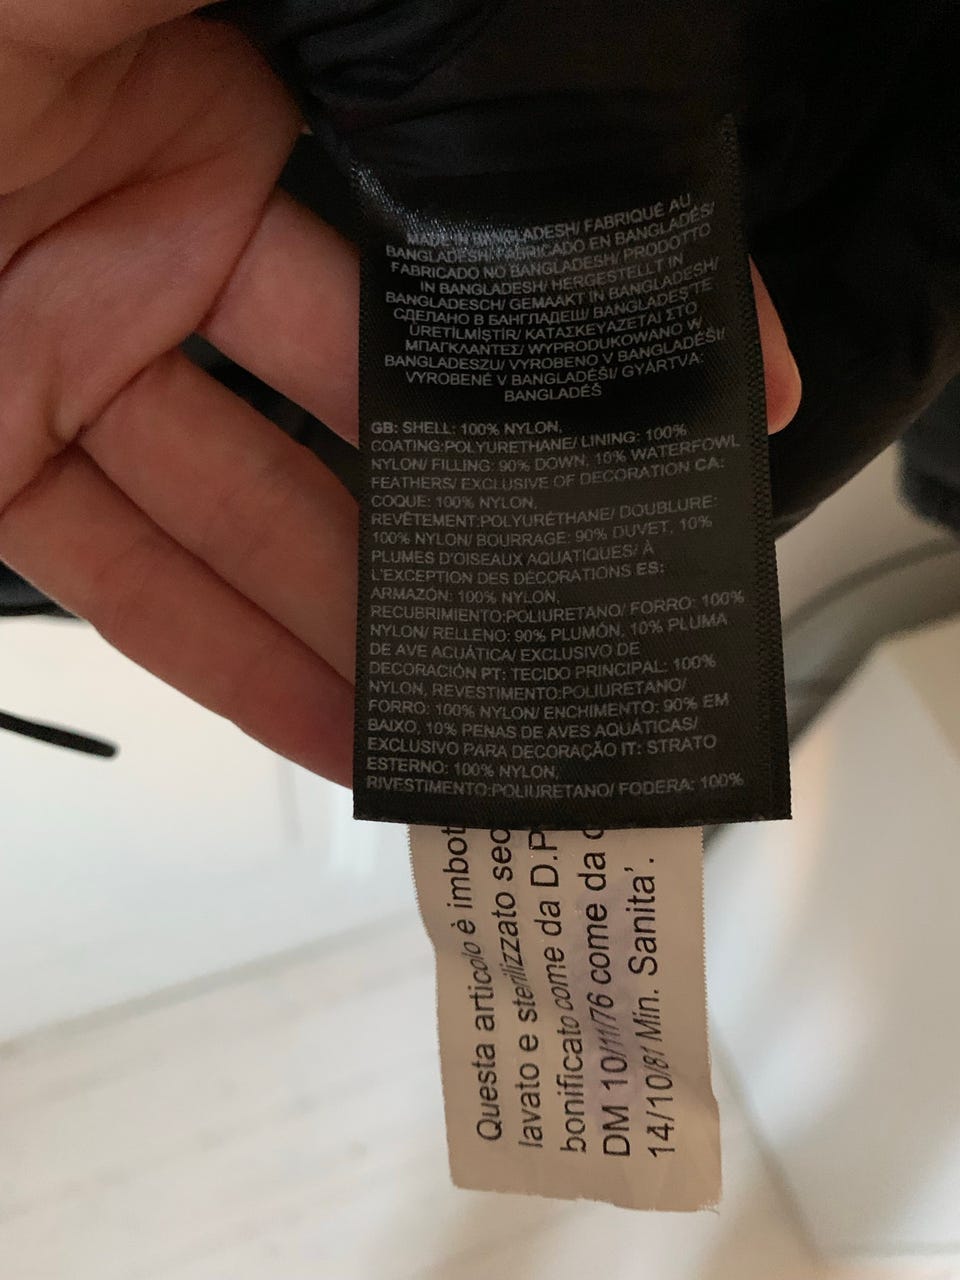 MADE IN BANGLADESH/ FABRIQUÉ AU
BANGLADESH/FABRICADO EN BANGLADÉS/
FABRICADO NO BANGLADESH/ PRODOTTO
IN BANGLADESH/ HERGESTELLT IN
BANGLADESCH/ GEMAAKT IN BANGLADESH/
СДЕЛАНО В БАНГЛАДЕШ/ BANGLADEŞ'TE
ÜRETİLMİŞTİR/ ΚΑΤΑΣΚΕΥΑΖΕΤΑΙ ΣΤΟ
ΜΠΑΓΚΛΑΝΤΕΣ/ WYPRODUKOWANO W
BANGLADESZU/ VYROBENO V BANGLADÉŠI/
VYROBENÉ V BANGLADÉŠI/ GYÁRTVA:
BANGLADÉS
GB: SHELL: 100% NYLON,
COATING:POLYURETHANE/ LINING: 100%
NYLON/ FILLING: 90% DOWN, 10% WATERFOWL
FEATHERS/ EXCLUSIVE OF DECORATION CA:
COQUE: 100% NYLON,
REVÊTEMENT:POLYURÉTHANE/ DOUBLURE:
100% NYLON/ BOURRAGE: 90% DUVET, 10%
PLUMES D'OISEAUX AQUATIQUES/ À
L'EXCEPTION DES DÉCORATIONS ES:
ARMAZÓN: 100% NYLON,
RECUBRIMIENTO:POLIURETANO/ FORRO: 100%
NYLON/ RELLENO: 90% PLUMÓN, 10% PLUMA
DE AVE ACUÁTICA/ EXCLUSIVO DE
DECORACIÓN PT: TECIDO PRINCIPAL: 100%
NYLON, REVESTIMENTO:POLIURETANO/
FORRO: 100% NYLON/ ENCHIMENTO: 90% EM
BAIXO, 10% PENAS DE AVES AQUÁTICAS/
EXCLUSIVO PARA DECORAÇÃO IT: STRATO
ESTERNO: 100% NYLON,
RIVESTIMENTO:POLIURETANO/ FODERA: 100%
Questa articolo è imbot
lavato e sterilizzato sec
bonificato come da D.P
DM 10/11/76 come da c
14/10/81 Min. Sanita'.